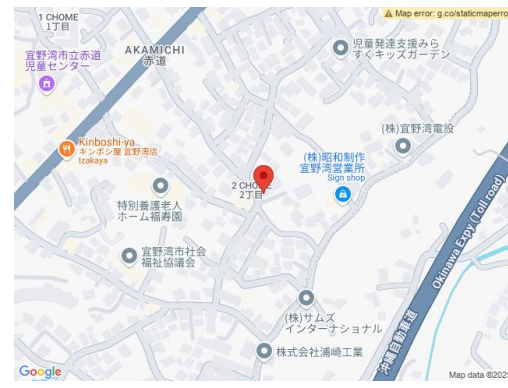 1 CHOME
1丁目
Map error: g.co/staticmaperro
AKAMICHI
赤道
児童発達支援みら
すくキッズガーデン
宜野湾市立赤道
児童センター
(株)宜野湾電設
Kinboshi-ya
キンボシ屋 宜野湾店
Izakaya
(株)昭和制作
宜野湾営業所
Sign shop
2 CHOME
2丁目
特別養護老人
ホーム福寿園
宜野湾市社会
福祉協議会
Okinawa Expy (Toll road)
沖縄自動車道
(株)サムズ
インターナショナル
株式会社浦崎工業
Google
Map data ©2025